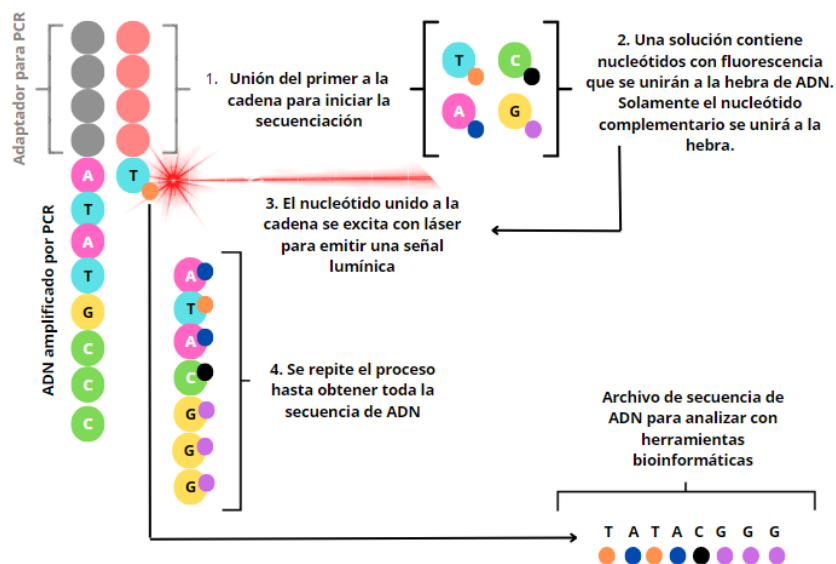 Adaptador para PCR
1. Unión del primer a la
cadena para iniciar la
secuenciación
T
C
A
G
2. Una solución contiene
nucleótidos con fluorescencia
que se unirán a la hebra de ADN.
Solamente el nucleótido
complementario se unirá a la
hebra.
ADN amplificado por PCR
A
T
A
T
G
C
C
C
T
3. El nucleótido unido a la
cadena se excita con láser
para emitir una señal
lumínica
A
T
A
C
G
G
G
4. Se repite el proceso
hasta obtener toda la
secuencia de ADN
Archivo de secuencia de
ADN para analizar con
herramientas
bioinformáticas
T A T A C G G G